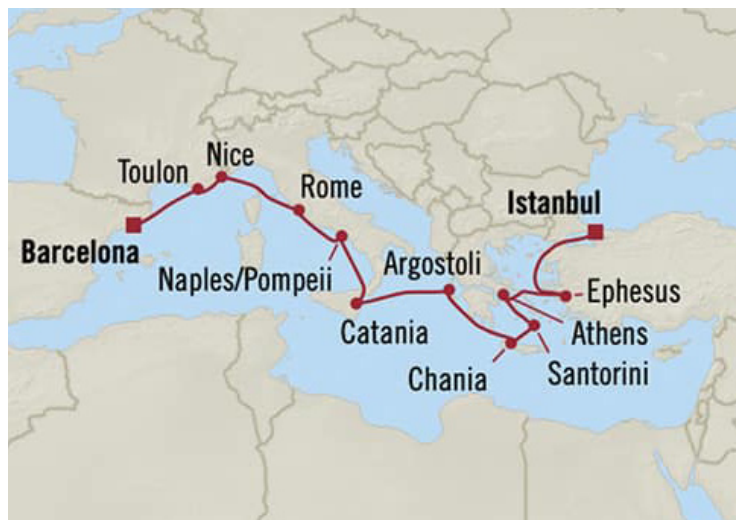 Nice
Toulon
Rome
Istanbul
Barcelona
Naples/Pompeii
Argostoli
Ephesus
Catania
Athens
Chania
Santorini